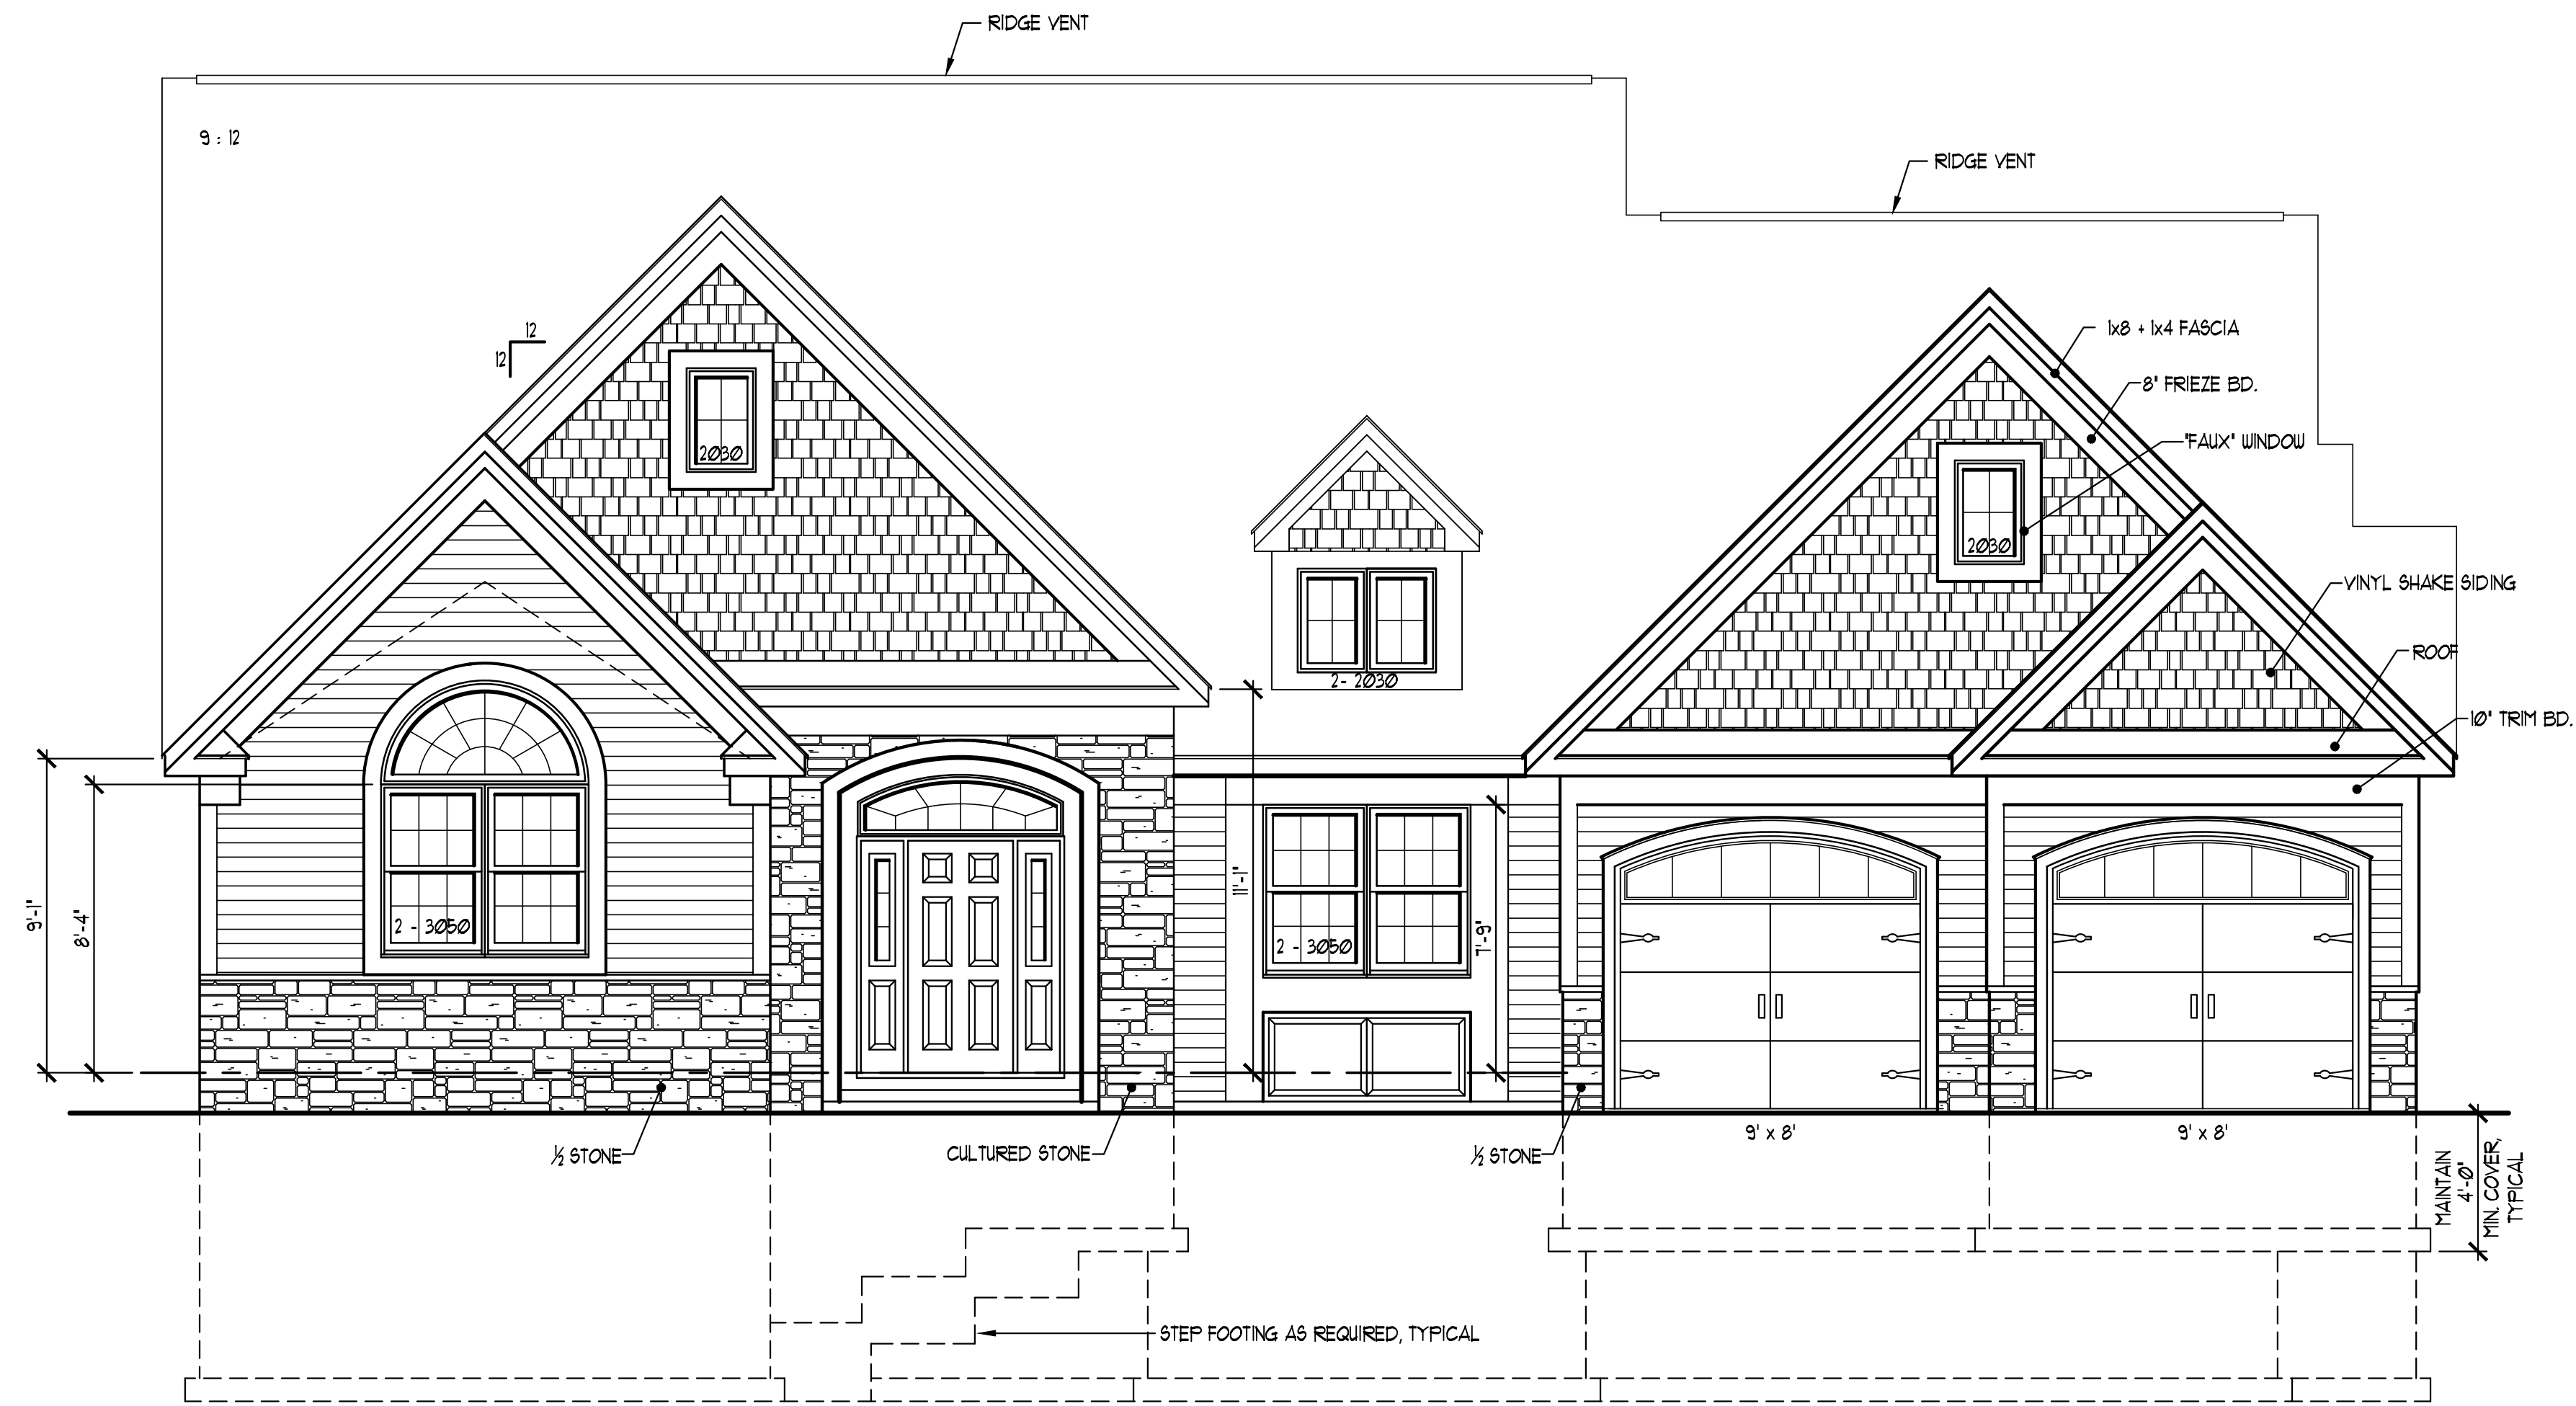 RIDGE VENT
9 : 12
RIDGE VENT
12
12
1x8 + 1x4 FASCIA
8" FRIEZE BD.
"FAUX" WINDOW
2030
2030
VINYL SHAKE SIDING
ROOF
2- 2030
10" TRIM BD.
9'-1"
8'-4"
11'-1"
7'-9"
2 - 3050
2 - 3050
½ STONE
CULTURED STONE
½ STONE
9' x 8'
9' x 8'
MAINTAIN
4'-0"
MIN. COVER,
TYPICAL
STEP FOOTING AS REQUIRED, TYPICAL